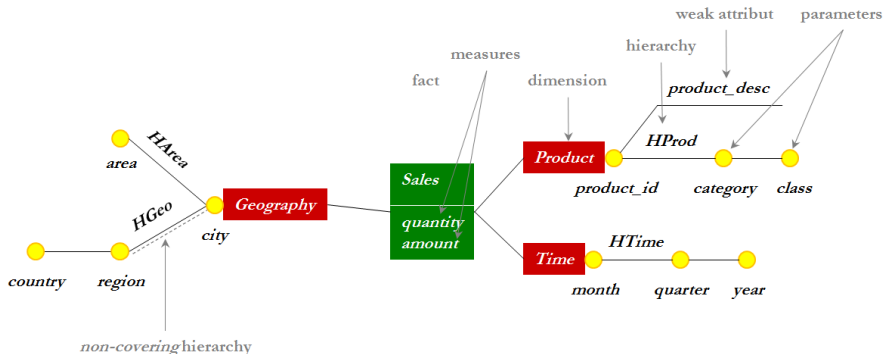 weak attribut
parameters
measures
hierarchy
fact
dimension
product_desc
HArea
HProd
Product
area
Sales
product_id
category
class
Geography
HGeo
quantity
amount
city
HTime
Time
country
region
month
quarter
year
non-covering hierarchy